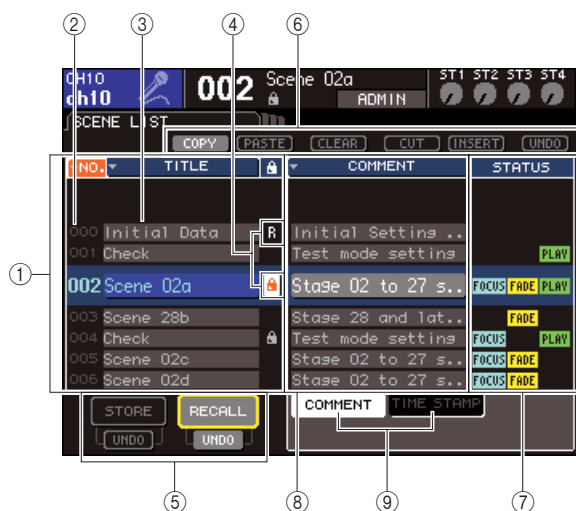 ② ③ ④ ⑥
CH10 ch10 002 Scene 02a ADMIN ST1 ST2 ST3 ST4
SCENE LIST
COPY PASTE CLEAR CUT INSERT UNDO
NO. TITLE COMMENT STATUS
000 Initial Data R Initial Setting ..
001 Check Test mode setting PLAY
①
002 Scene 02a Stage 02 to 27 s.. FOCUS FADE PLAY
003 Scene 28b Stage 28 and lat.. FADE
004 Check Test mode setting FOCUS PLAY
005 Scene 02c Stage 02 to 27 s.. FOCUS FADE
006 Scene 02d Stage 02 to 27 s.. FOCUS FADE
STORE RECALL COMMENT TIME STAMP
UNDO UNDO
⑤ ⑧ ⑨ ⑦